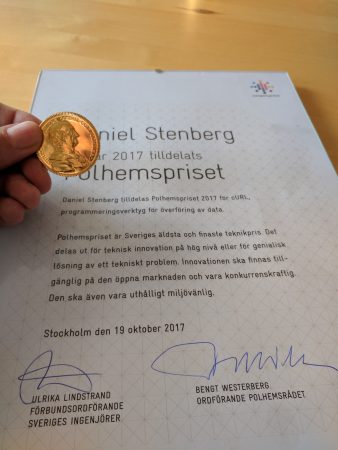 Daniel Stenberg
har 2017 tilldelats
Polhemspriset
Daniel Stenberg tilldelas Polhemspriset 2017 för cURL,
programmeringsverktyg för överföring av data.
Polhemspriset är Sveriges äldsta och finaste teknikpris. Det
delas ut för teknisk innovation på hög nivå eller för genialisk
lösning av ett tekniskt problem. Innovationen ska finnas till-
gänglig på den öppna marknaden och vara konkurrenskraftig.
Den ska även vara uthålligt miljövänlig.
Stockholm den 19 oktober 2017
ULRIKA LINDSTRAND
FÖRBUNDSORDFÖRANDE
SVERIGES INGENJÖRER
BENGT WESTERBERG
ORDFÖRANDE POLHEMSRÅDET